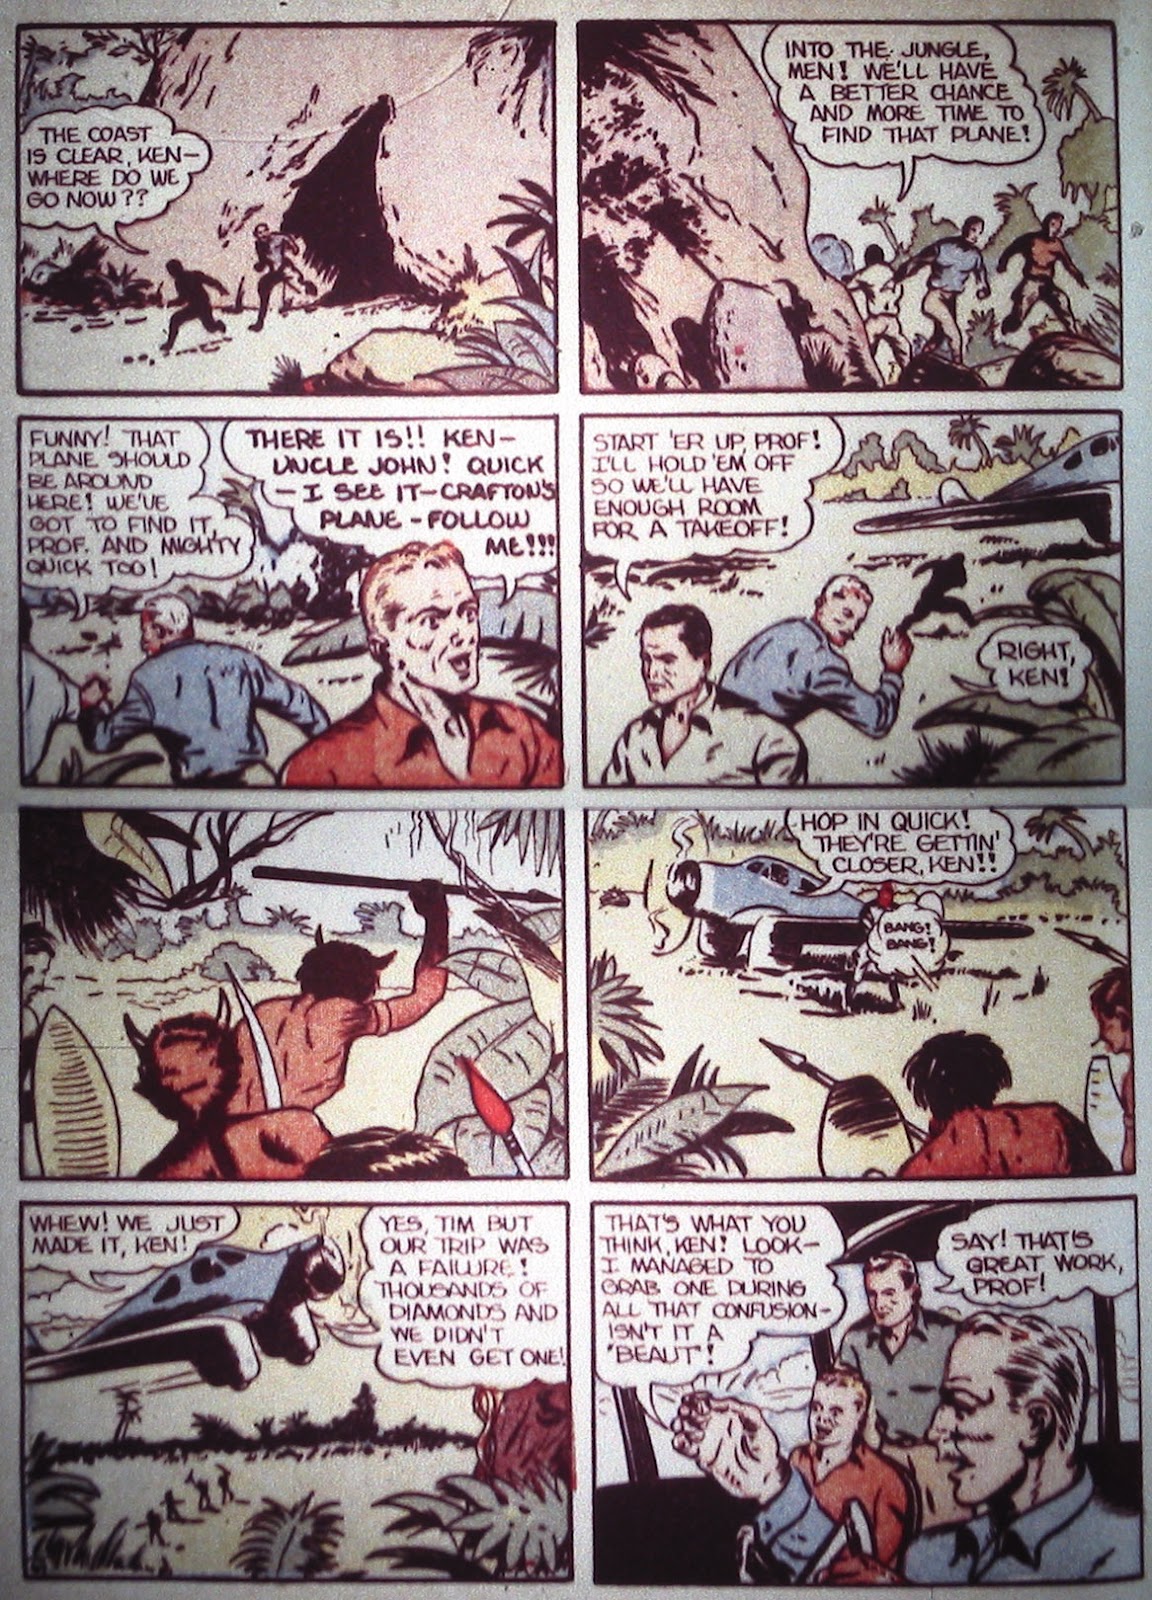 THE COAST
IS CLEAR, KEN—
WHERE DO WE
GO NOW??
INTO THE JUNGLE,
MEN! WE'LL HAVE
A BETTER CHANCE
AND MORE TIME TO
FIND THAT PLANE!
FUNNY! THAT
PLANE SHOULD
BE AROUND
HERE! WE'VE
GOT TO FIND IT,
PROF. AND MIGHTY
QUICK TOO!
THERE IT IS!! KEN—
UNCLE JOHN! QUICK
—I SEE IT—CRAFTON'S
PLANE—FOLLOW
ME!!!
START 'ER UP, PROF!
I'LL HOLD 'EM OFF
SO WE'LL HAVE
ENOUGH ROOM
FOR A TAKEOFF!
RIGHT,
KEN!
HOP IN QUICK!
THEY'RE GETTIN'
CLOSER, KEN!!
BANG!
BANG!
WHEW! WE JUST
MADE IT, KEN!
YES, TIM BUT
OUR TRIP WAS
A FAILURE!
THOUSANDS OF
DIAMONDS AND
WE DIDN'T
EVEN GET ONE!
THAT'S WHAT YOU
THINK, KEN! LOOK—
I MANAGED TO
GRAB ONE DURING
ALL THAT CONFUSION—
ISN'T IT A
"BEAUT"!
SAY! THAT'S
GREAT WORK,
PROF!